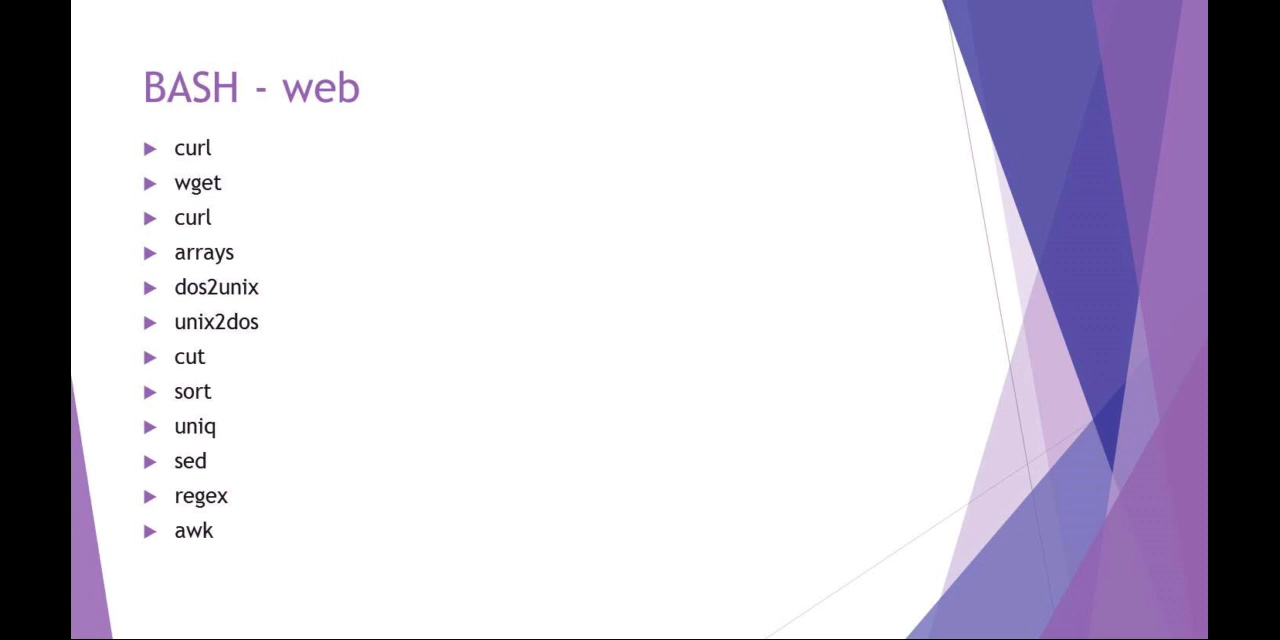 BASH - web
curl
wget
curl
arrays
dos2unix
unix2dos
cut
sort
uniq
sed
regex
awk